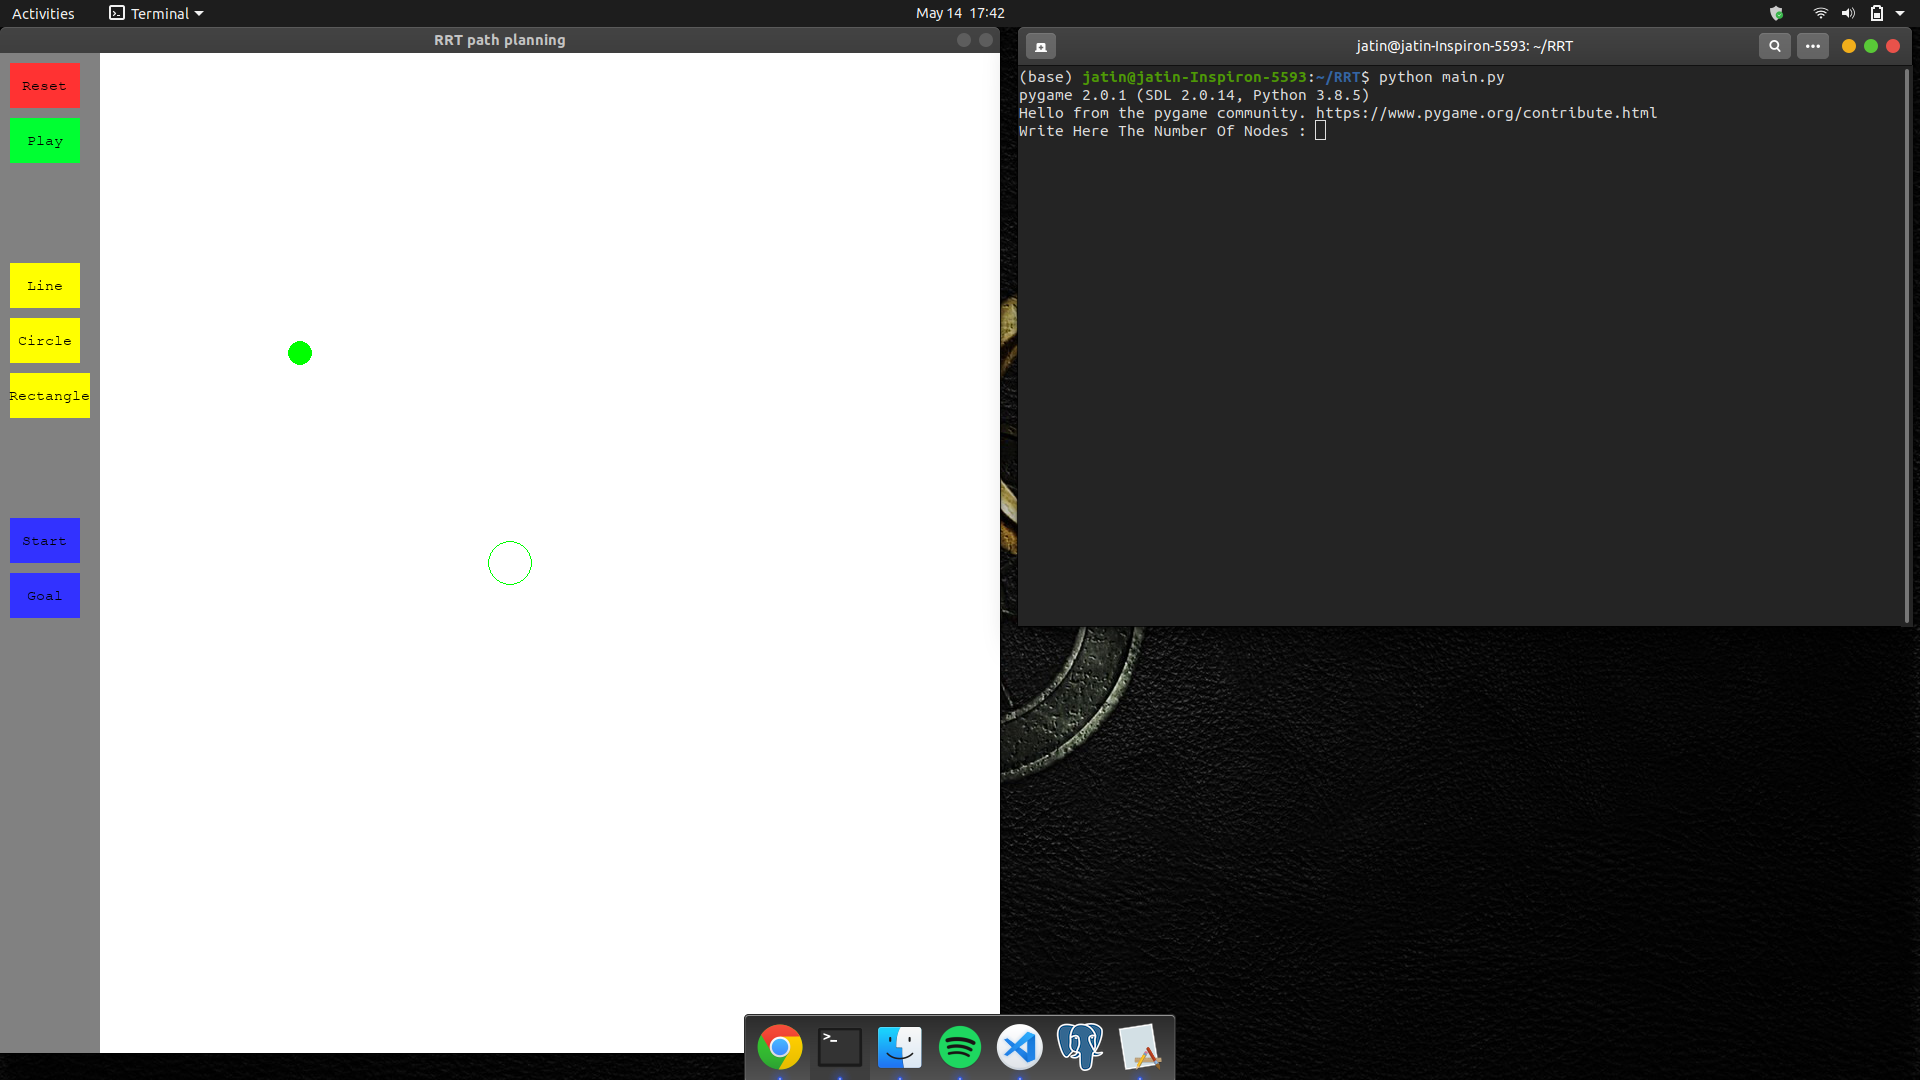 Activities
Terminal
May 14 17:42
RRT path planning
Reset
Play
Line
Circle
Rectangle
Start
Goal
jatin@jatin-Inspiron-5593: ~/RRT
(base) jatin@jatin-Inspiron-5593:~/RRT$ python main.py
pygame 2.0.1 (SDL 2.0.14, Python 3.8.5)
Hello from the pygame community. https://www.pygame.org/contribute.html
Write Here The Number Of Nodes :
>_